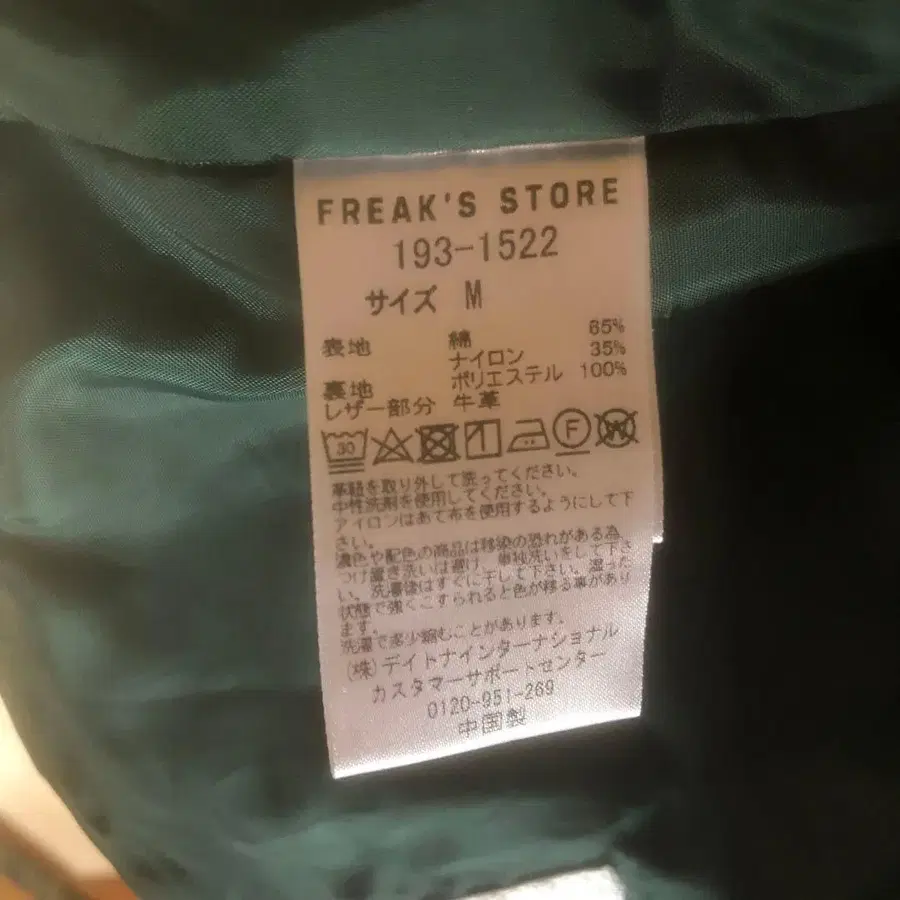 FREAK'S STORE
193-1522
サイズ M
表地 綿 65%
ナイロン 35%
裏地 ポリエステル 100%
レザー部分 牛革
30 F W
革紐を取り外して洗ってください。
中性洗剤を使用してください。
アイロンはあて布を使用するようにして下
さい。
濃色や配色の商品は移染の恐れがある為
つけ置き洗いは避け、単独洗いをして下さ
い。洗濯後はすぐに干して下さい。湿った
状態で強くこすられると色が移る事があり
ます。
洗濯で多少縮むことがあります。
(株)デイトナインターナショナル
カスタマーサポートセンター
0120-951-269
中国製